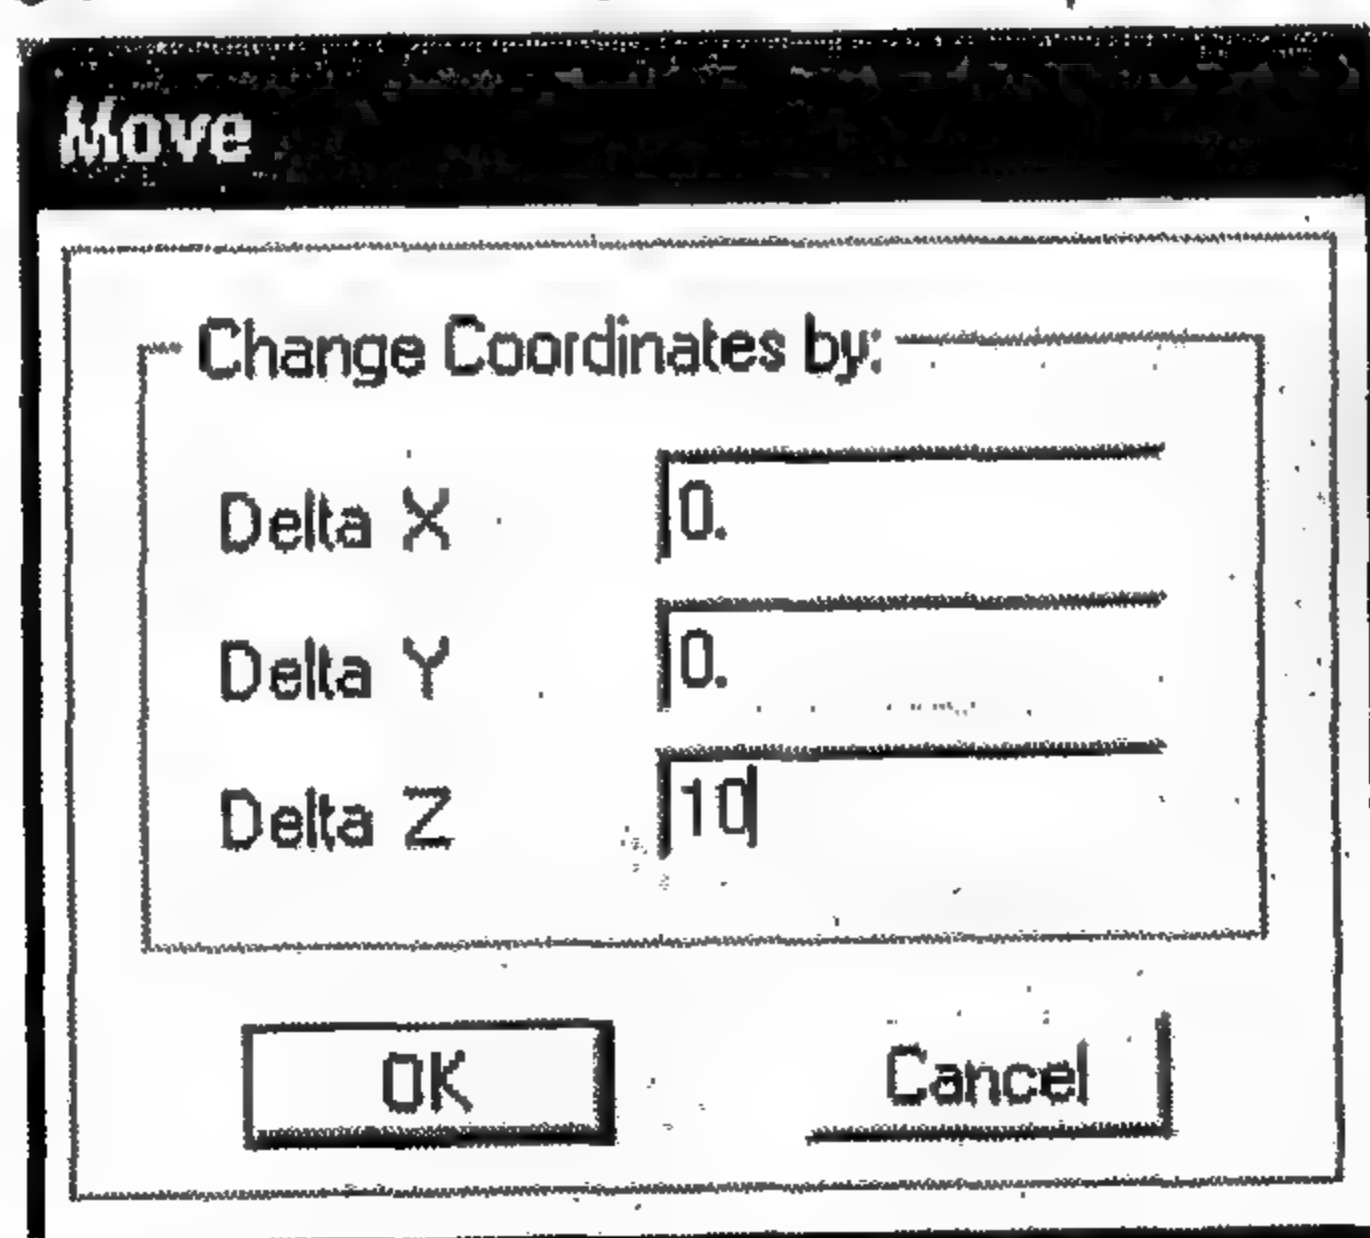 Move
Change Coordinates by:
Delta X 0.
Delta Y 0.
Delta Z 10
OK Cancel